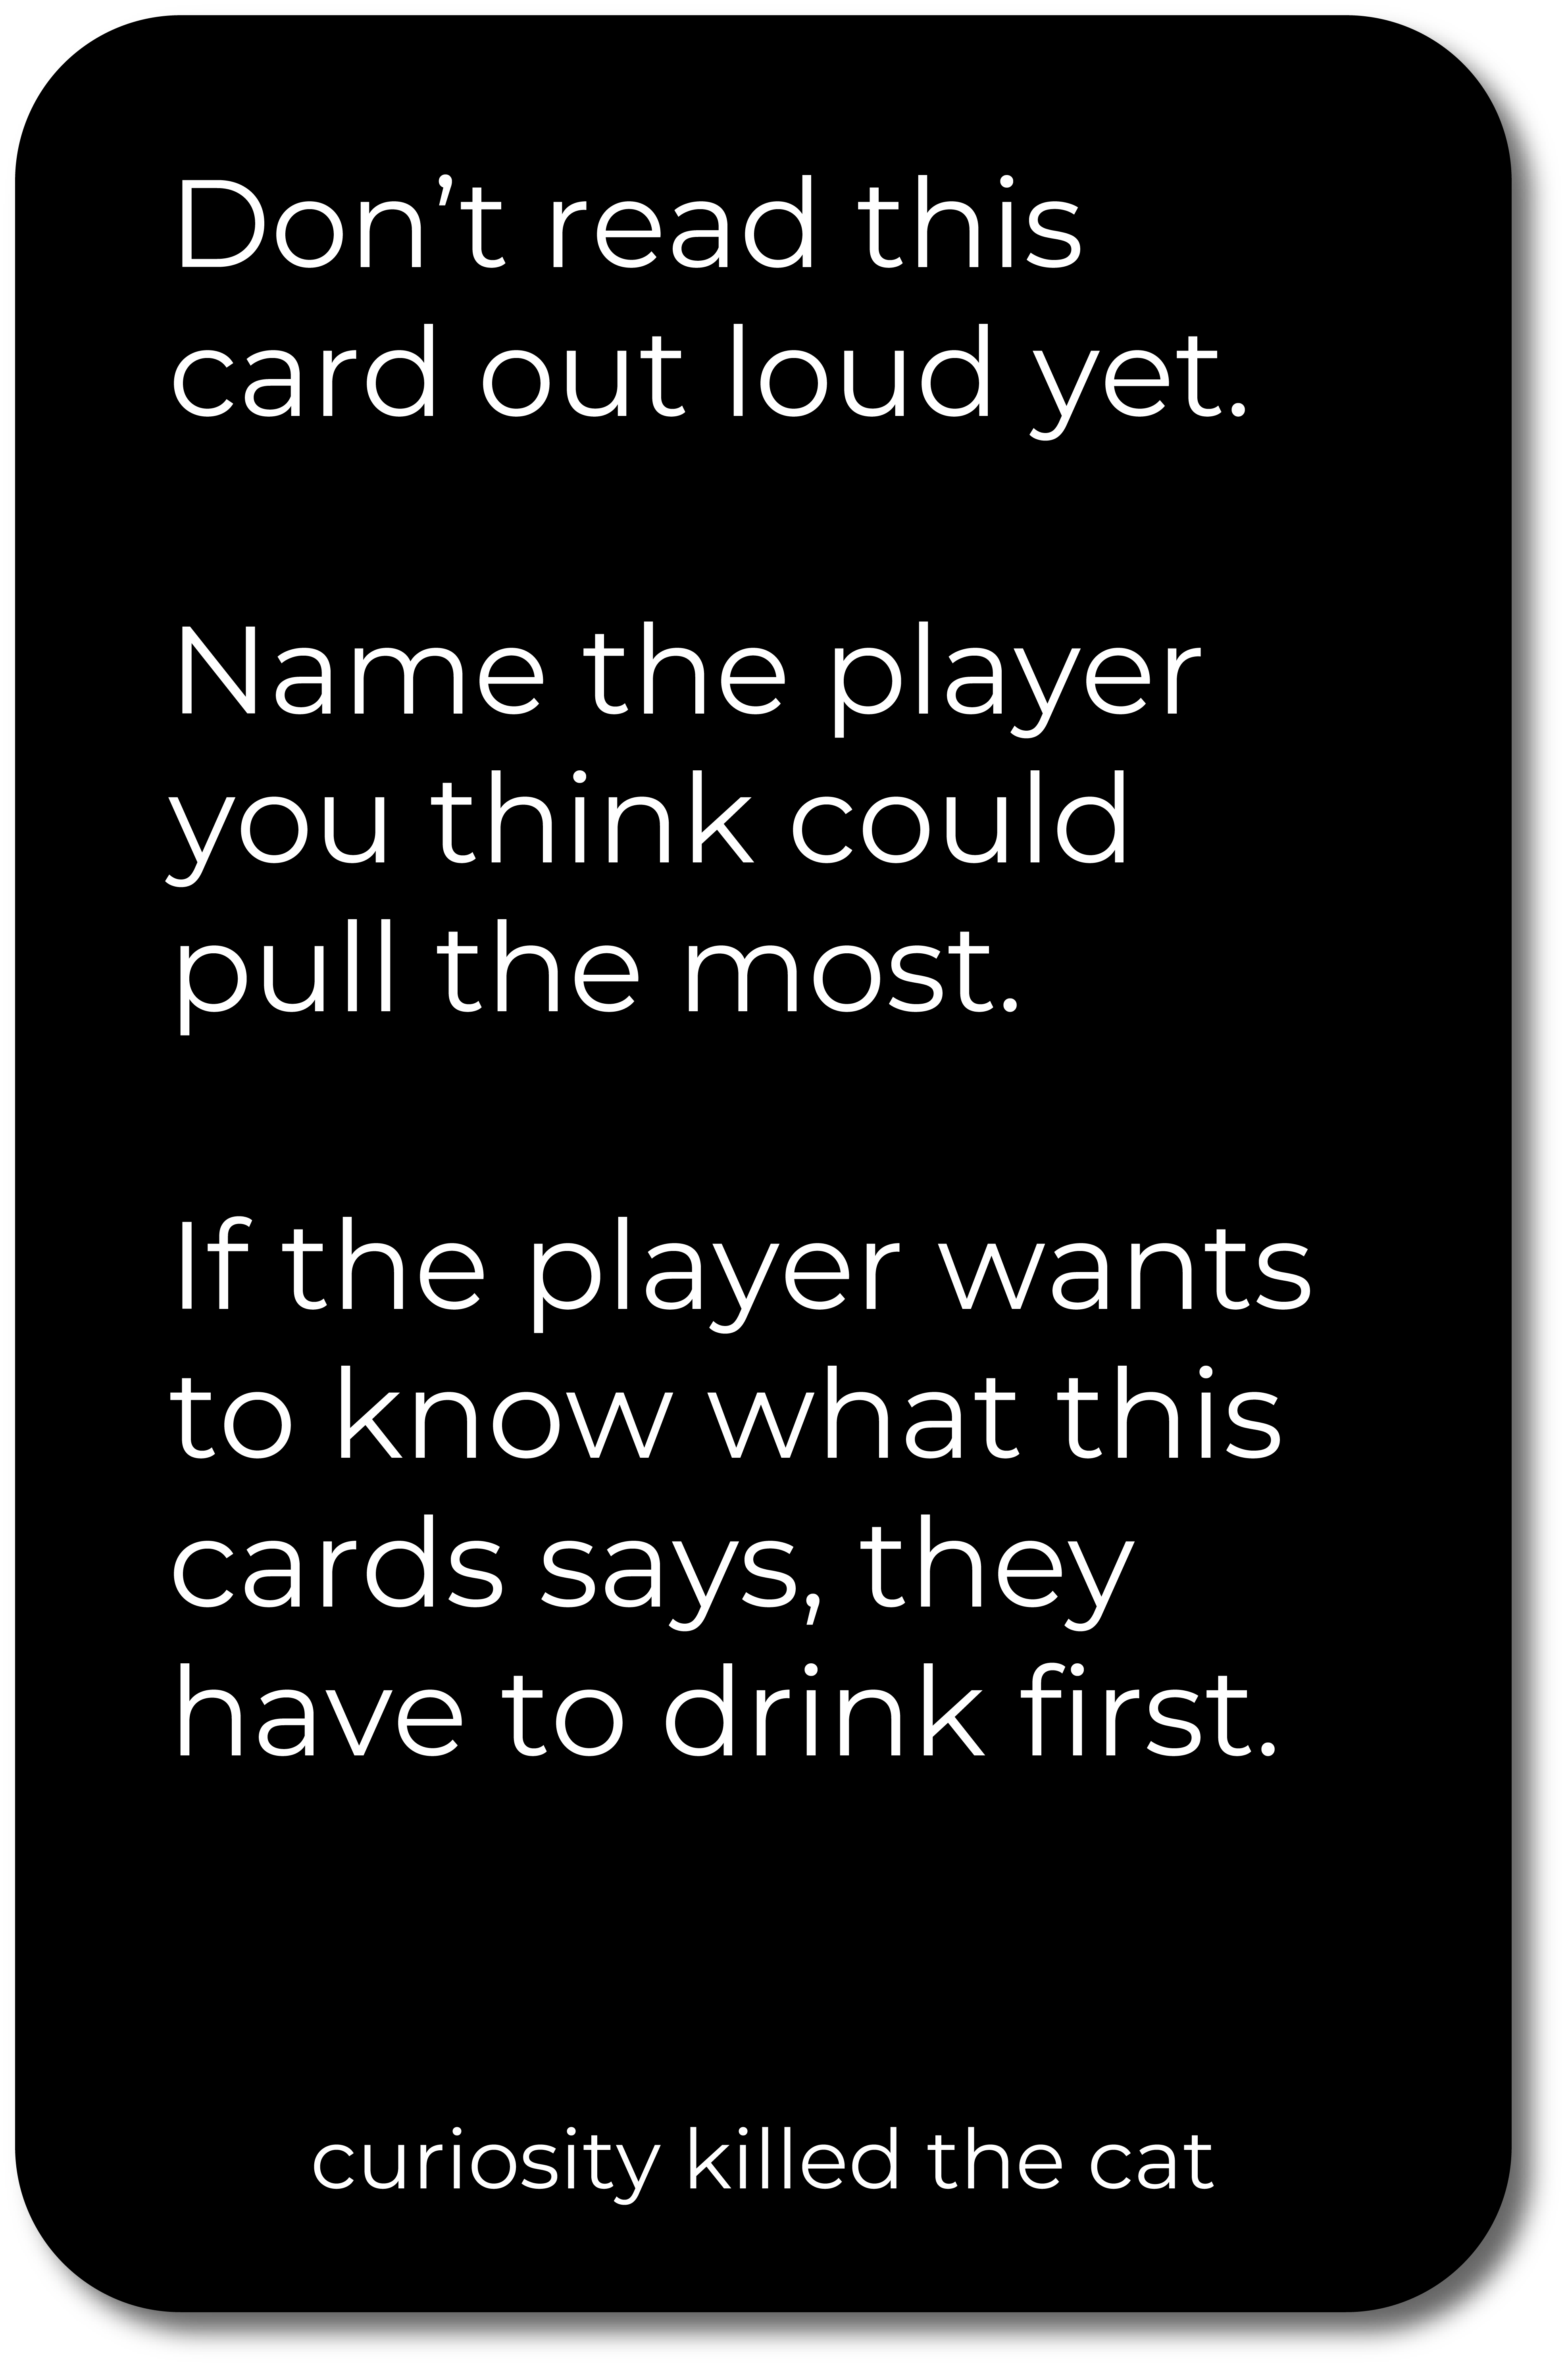 Don’t read this
card out loud yet.
Name the player
you think could
pull the most.
If the player wants
to know what this
cards says, they
have to drink first.
curiosity killed the cat